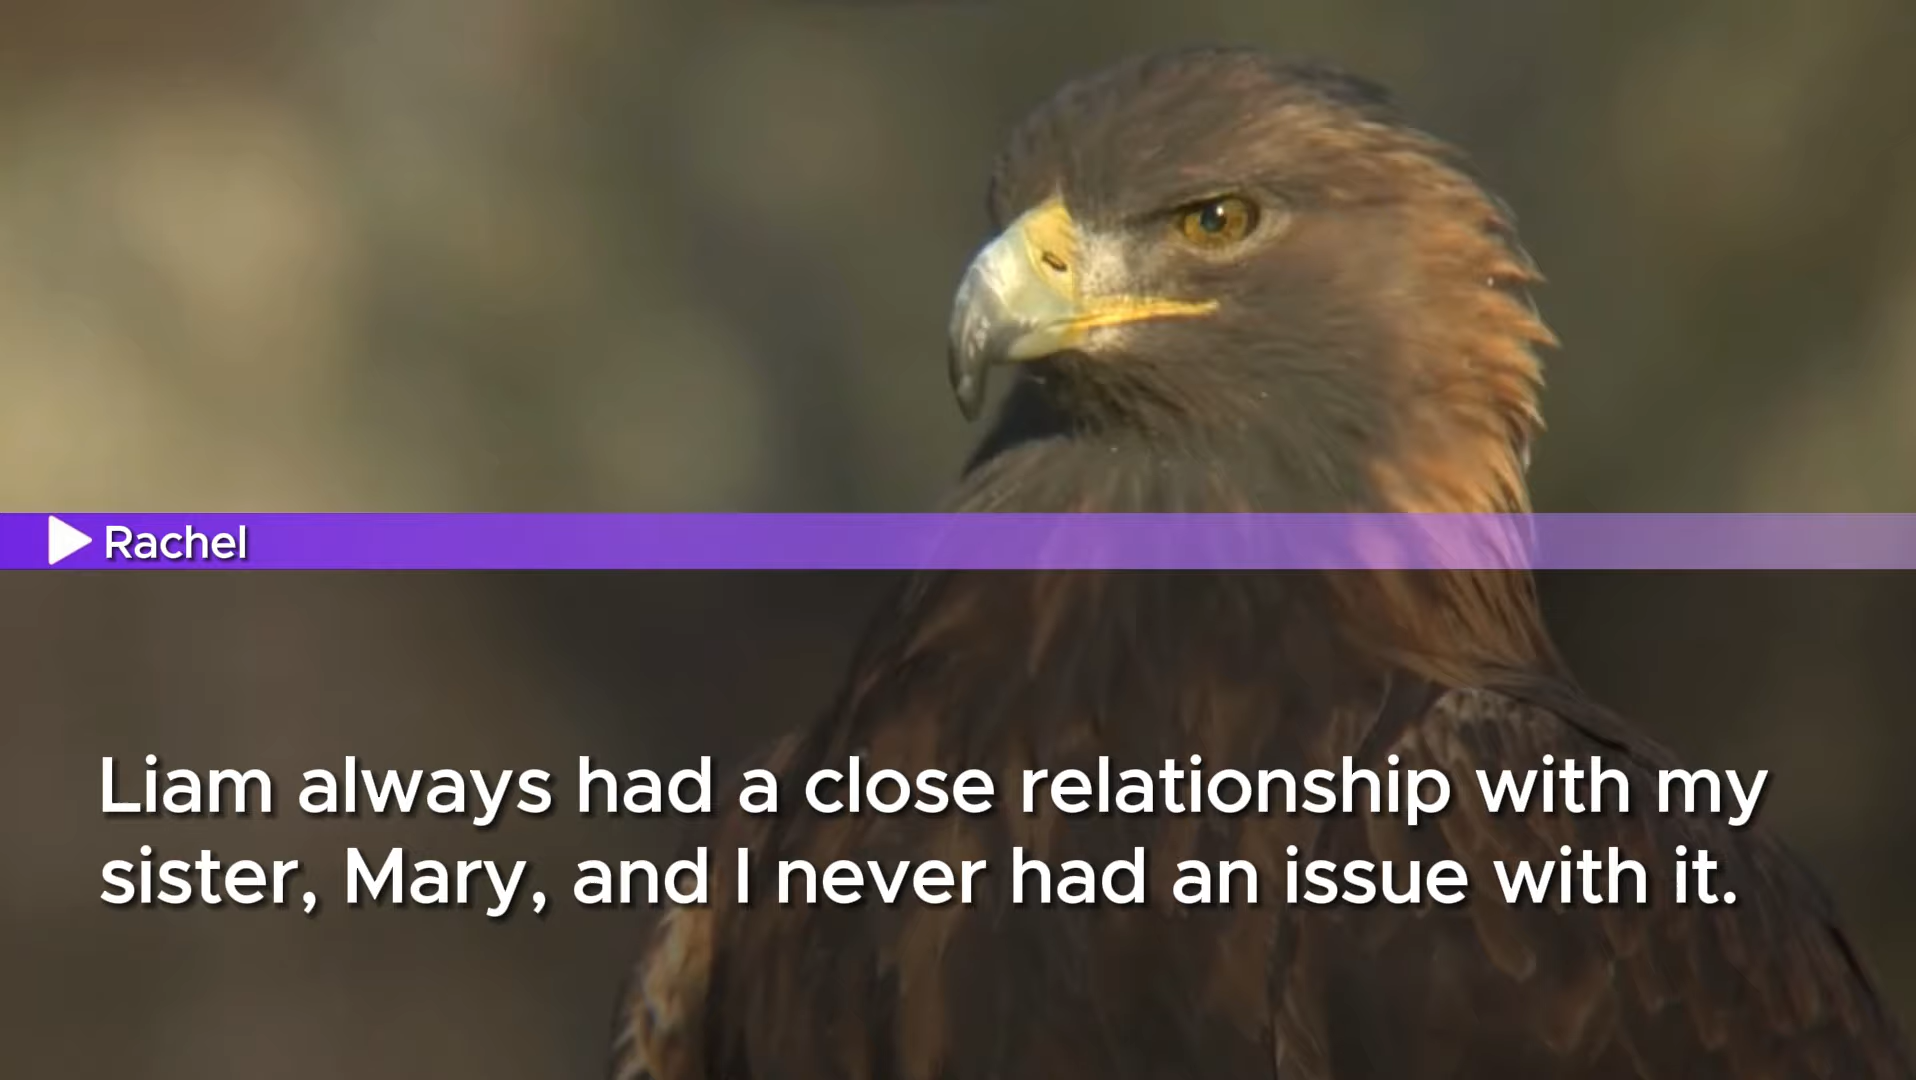 Rachel
Liam always had a close relationship with my
sister, Mary, and I never had an issue with it.